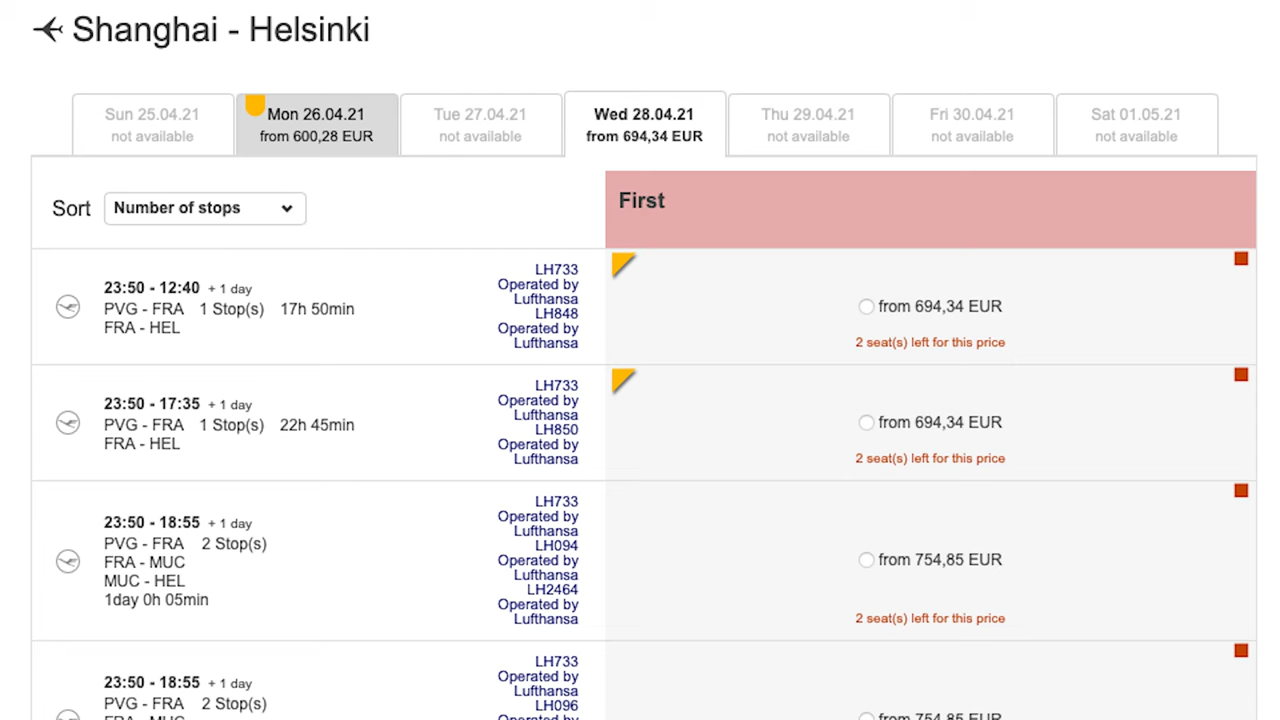 Shanghai - Helsinki
Sun 25.04.21
not available
Mon 26.04.21
from 600,28 EUR
Tue 27.04.21
not available
Wed 28.04.21
from 694,34 EUR
Thu 29.04.21
not available
Fri 30.04.21
not available
Sat 01.05.21
not available
Sort
Number of stops
First
23:50 - 12:40 + 1 day
PVG - FRA 1 Stop(s) 17h 50min
FRA - HEL
LH733
Operated by
Lufthansa
LH848
Operated by
Lufthansa
from 694,34 EUR
2 seat(s) left for this price
23:50 - 17:35 + 1 day
PVG - FRA 1 Stop(s) 22h 45min
FRA - HEL
LH733
Operated by
Lufthansa
LH850
Operated by
Lufthansa
from 694,34 EUR
2 seat(s) left for this price
23:50 - 18:55 + 1 day
PVG - FRA 2 Stop(s)
FRA - MUC
MUC - HEL
1day 0h 05min
LH733
Operated by
Lufthansa
LH094
Operated by
Lufthansa
LH2464
Operated by
Lufthansa
from 754,85 EUR
2 seat(s) left for this price
23:50 - 18:55 + 1 day
PVG - FRA 2 Stop(s)
FRA - MUC
LH733
Operated by
Lufthansa
LH096
Operated by
from 754,85 EUR